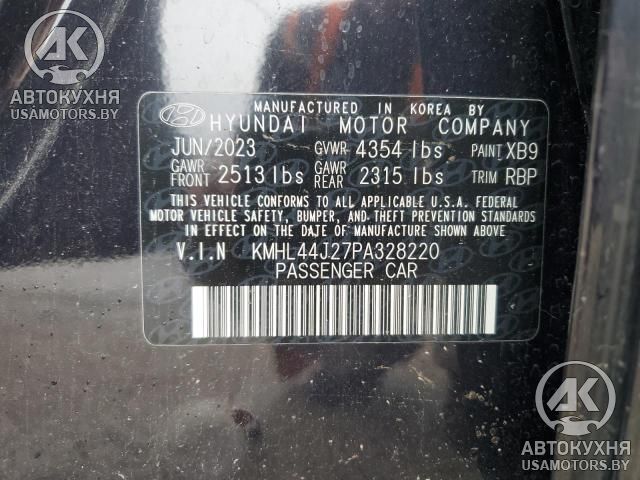 АК
АВТОКУХНЯ
USAMOTORS.BY
MANUFACTURED IN KOREA BY
HYUNDAI MOTOR COMPANY
JUN/2023 GVWR 4354 lbs PAINT XB9
GAWR FRONT 2513 lbs GAWR REAR 2315 lbs TRIM RBP
THIS VEHICLE CONFORMS TO ALL APPLICABLE U.S.A. FEDERAL
MOTOR VEHICLE SAFETY, BUMPER, AND THEFT PREVENTION STANDARDS
IN EFFECT ON THE DATE OF MANUFACTURE SHOWN ABOVE.
V.I.N KMHL44J27PA328220
PASSENGER CAR
АК
АВТОКУХНЯ
USAMOTORS.BY